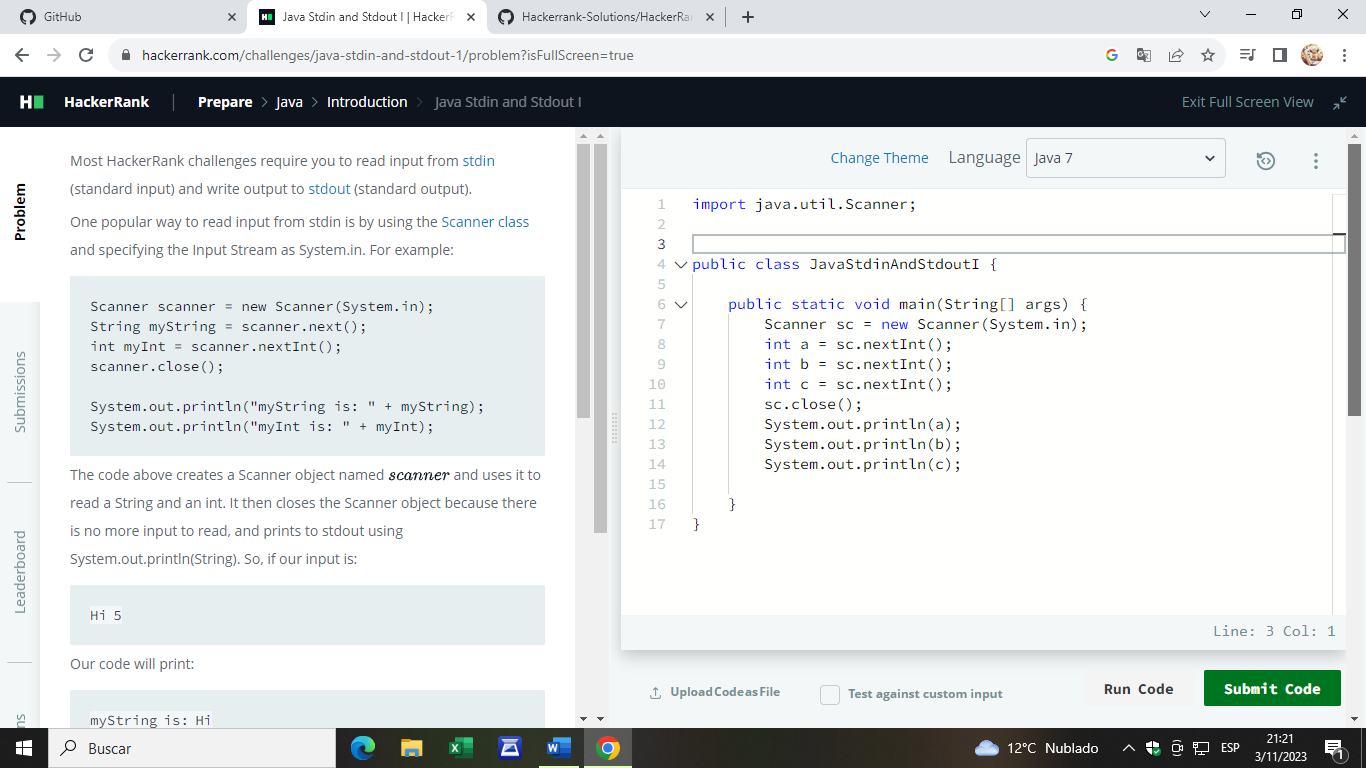 GitHub
Java Stdin and Stdout I | HackerR
Hackerrank-Solutions/HackerRa
hackerrank.com/challenges/java-stdin-and-stdout-1/problem?isFullScreen=true
HackerRank | Prepare > Java > Introduction > Java Stdin and Stdout I
Exit Full Screen View
Problem
Submissions
Leaderboard
ns
Most HackerRank challenges require you to read input from stdin
(standard input) and write output to stdout (standard output).
One popular way to read input from stdin is by using the Scanner class
and specifying the Input Stream as System.in. For example:
Scanner scanner = new Scanner(System.in);
String myString = scanner.next();
int myInt = scanner.nextInt();
scanner.close();
System.out.println("myString is: " + myString);
System.out.println("myInt is: " + myInt);
The code above creates a Scanner object named scanner and uses it to
read a String and an int. It then closes the Scanner object because there
is no more input to read, and prints to stdout using
System.out.println(String). So, if our input is:
Hi 5
Our code will print:
myString is: Hi
Change Theme Language Java 7
1 import java.util.Scanner;
2
3
4 public class JavaStdinAndStdoutI {
5
6 public static void main(String[] args) {
7 Scanner sc = new Scanner(System.in);
8 int a = sc.nextInt();
9 int b = sc.nextInt();
10 int c = sc.nextInt();
11 sc.close();
12 System.out.println(a);
13 System.out.println(b);
14 System.out.println(c);
15
16 }
17 }
Line: 3 Col: 1
Upload Code as File
Test against custom input
Run Code
Submit Code
Buscar
12°C Nublado
ESP
21:21
3/11/2023
1